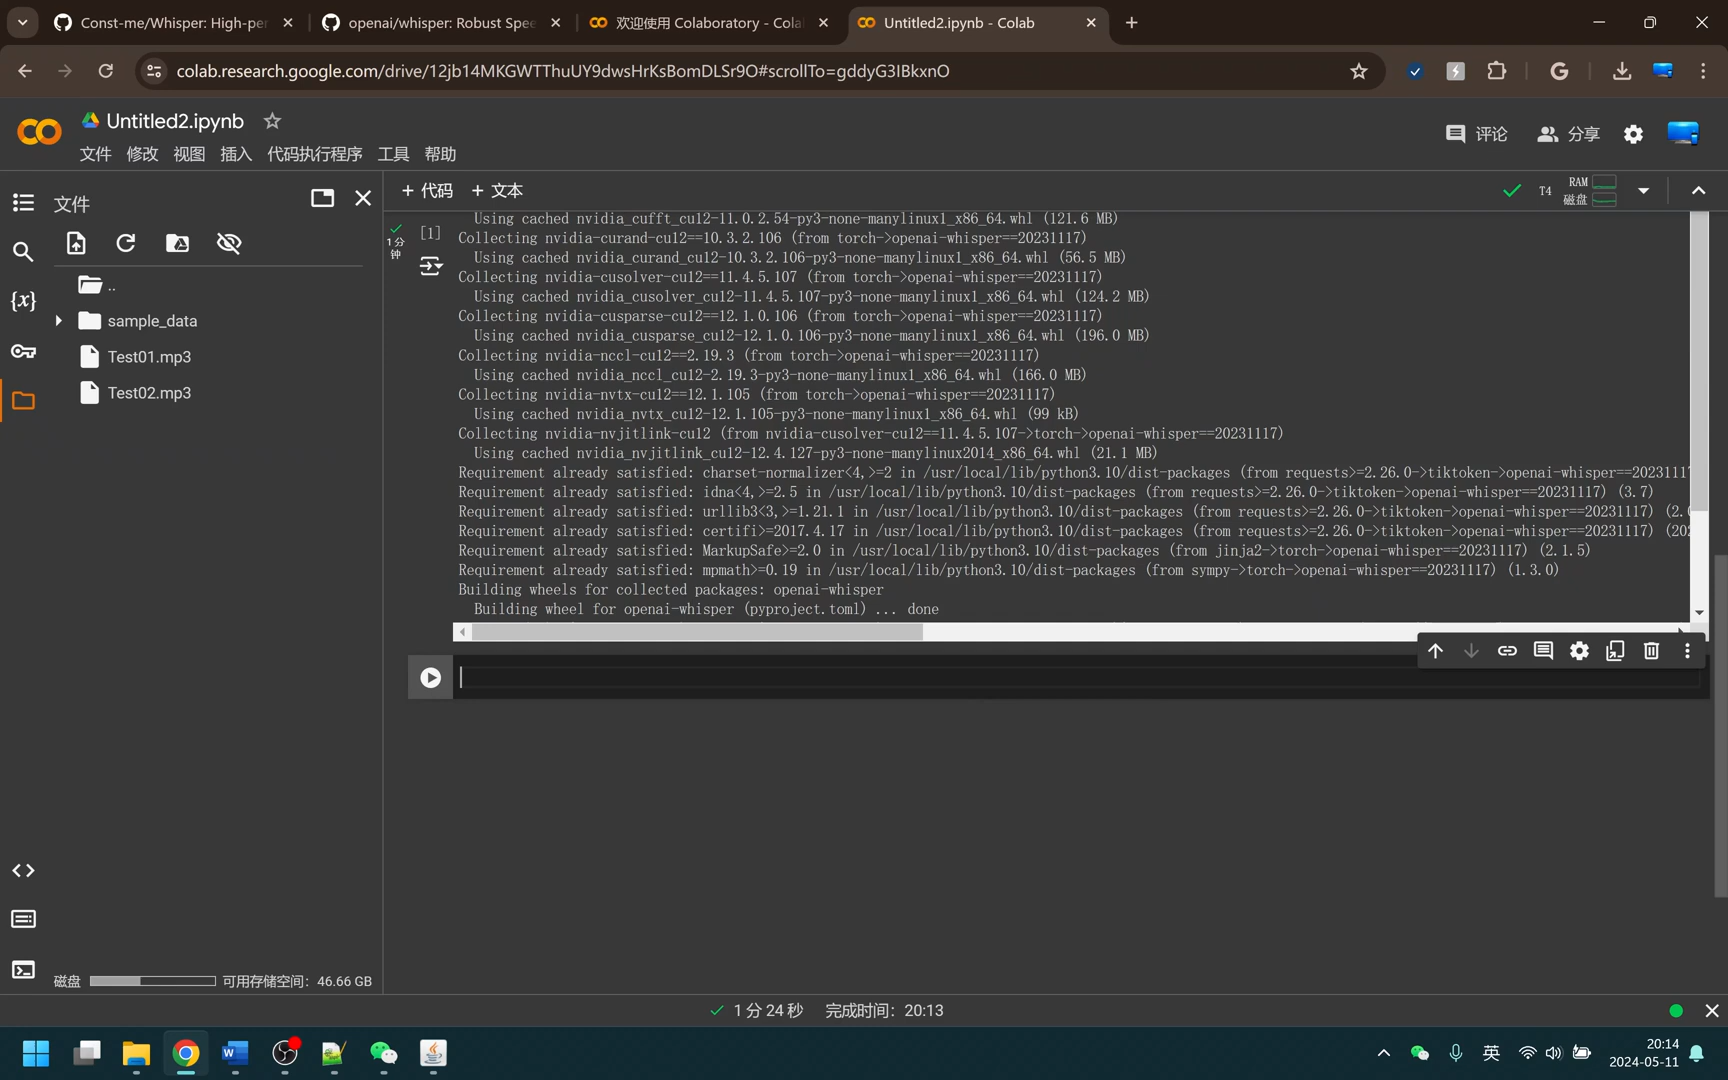 Const-me/Whisper: High-per
openai/whisper: Robust Spee
欢迎使用 Colaboratory - Cola
Untitled2.ipynb - Colab
colab.research.google.com/drive/12jb14MKGWTThuUY9dwsHrKsBomDLSr9O#scrollTo=gddyG3IBkxnO
Untitled2.ipynb
评论
分享
文件 修改 视图 插入 代码执行程序 工具 帮助
文件
+ 代码 + 文本
T4
RAM
磁盘
..
sample_data
Test01.mp3
Test02.mp3
1 分钟
[1]
Using cached nvidia_cufft_cu12-11.0.2.54-py3-none-manylinux1_x86_64.whl (121.6 MB)
Collecting nvidia-curand-cu12==10.3.2.106 (from torch->openai-whisper==20231117)
Using cached nvidia_curand_cu12-10.3.2.106-py3-none-manylinux1_x86_64.whl (56.5 MB)
Collecting nvidia-cusolver-cu12==11.4.5.107 (from torch->openai-whisper==20231117)
Using cached nvidia_cusolver_cu12-11.4.5.107-py3-none-manylinux1_x86_64.whl (124.2 MB)
Collecting nvidia-cusparse-cu12==12.1.0.106 (from torch->openai-whisper==20231117)
Using cached nvidia_cusparse_cu12-12.1.0.106-py3-none-manylinux1_x86_64.whl (196.0 MB)
Collecting nvidia-nccl-cu12==2.19.3 (from torch->openai-whisper==20231117)
Using cached nvidia_nccl_cu12-2.19.3-py3-none-manylinux1_x86_64.whl (166.0 MB)
Collecting nvidia-nvtx-cu12==12.1.105 (from torch->openai-whisper==20231117)
Using cached nvidia_nvtx_cu12-12.1.105-py3-none-manylinux1_x86_64.whl (99 kB)
Collecting nvidia-nvjitlink-cu12 (from nvidia-cusolver-cu12==11.4.5.107->torch->openai-whisper==20231117)
Using cached nvidia_nvjitlink_cu12-12.4.127-py3-none-manylinux2014_x86_64.whl (21.1 MB)
Requirement already satisfied: charset-normalizer<4,>=2 in /usr/local/lib/python3.10/dist-packages (from requests>=2.26.0->tiktoken->openai-whisper==20231117
Requirement already satisfied: idna<4,>=2.5 in /usr/local/lib/python3.10/dist-packages (from requests>=2.26.0->tiktoken->openai-whisper==20231117) (3.7)
Requirement already satisfied: urllib3<3,>=1.21.1 in /usr/local/lib/python3.10/dist-packages (from requests>=2.26.0->tiktoken->openai-whisper==20231117) (2.0
Requirement already satisfied: certifi>=2017.4.17 in /usr/local/lib/python3.10/dist-packages (from requests>=2.26.0->tiktoken->openai-whisper==20231117) (202
Requirement already satisfied: MarkupSafe>=2.0 in /usr/local/lib/python3.10/dist-packages (from jinja2->torch->openai-whisper==20231117) (2.1.5)
Requirement already satisfied: mpmath>=0.19 in /usr/local/lib/python3.10/dist-packages (from sympy->torch->openai-whisper==20231117) (1.3.0)
Building wheels for collected packages: openai-whisper
Building wheel for openai-whisper (pyproject.toml) ... done
磁盘 可用存储空间: 46.66 GB
1 分 24 秒 完成时间: 20:13
英
20:14
2024-05-11